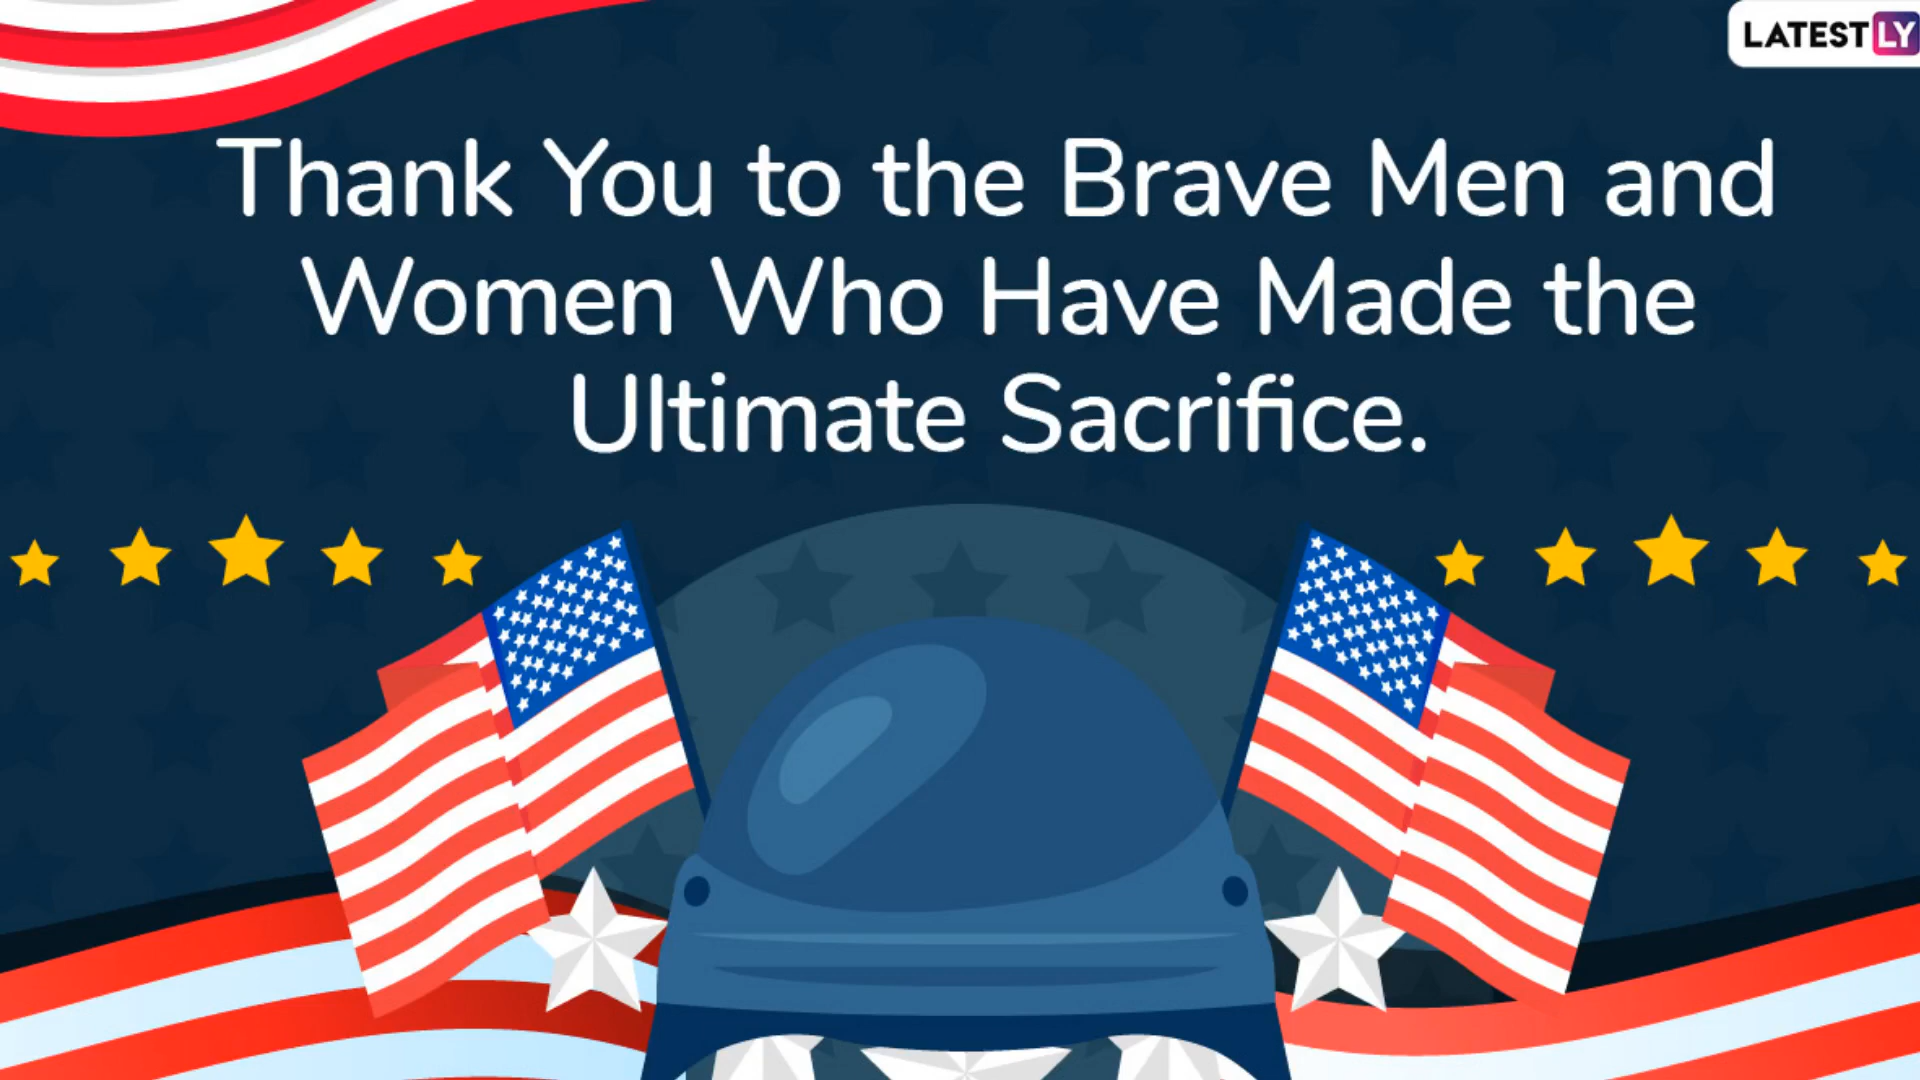 LATESTLY
Thank You to the Brave Men and
Women Who Have Made the
Ultimate Sacrifice.